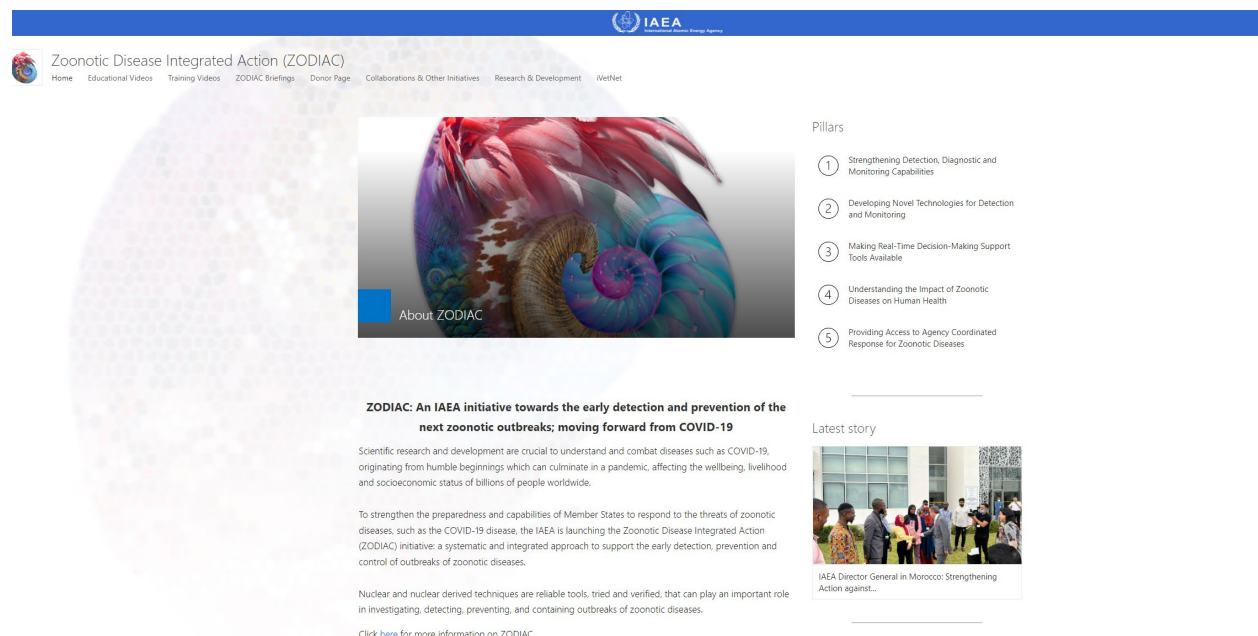 IAEA
International Atomic Energy Agency
Zoonotic Disease Integrated Action (ZODIAC)
Home Educational Videos Training Videos ZODIAC Briefings Donor Page Collaborations & Other Initiatives Research & Development iVetNet
About ZODIAC
ZODIAC: An IAEA initiative towards the early detection and prevention of the
next zoonotic outbreaks; moving forward from COVID-19
Scientific research and development are crucial to understand and combat diseases such as COVID-19,
originating from humble beginnings which can culminate in a pandemic, affecting the wellbeing, livelihood
and socioeconomic status of billions of people worldwide.
To strengthen the preparedness and capabilities of Member States to respond to the threats of zoonotic
diseases, such as the COVID-19 disease, the IAEA is launching the Zoonotic Disease Integrated Action
(ZODIAC) initiative: a systematic and integrated approach to support the early detection, prevention and
control of outbreaks of zoonotic diseases.
Nuclear and nuclear derived techniques are reliable tools, tried and verified, that can play an important role
in investigating, detecting, preventing, and containing outbreaks of zoonotic diseases.
Click here for more information on ZODIAC
Pillars
1 Strengthening Detection, Diagnostic and
Monitoring Capabilities
2 Developing Novel Technologies for Detection
and Monitoring
3 Making Real-Time Decision-Making Support
Tools Available
4 Understanding the Impact of Zoonotic
Diseases on Human Health
5 Providing Access to Agency Coordinated
Response for Zoonotic Diseases
Latest story
IAEA Director General in Morocco: Strengthening
Action against...